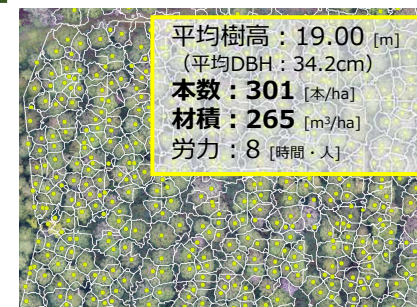 平均樹高：19.00 [m]
（平均DBH：34.2cm）
本数：301 [本/ha]
材積：265 [m³/ha]
労力：8 [時間・人]